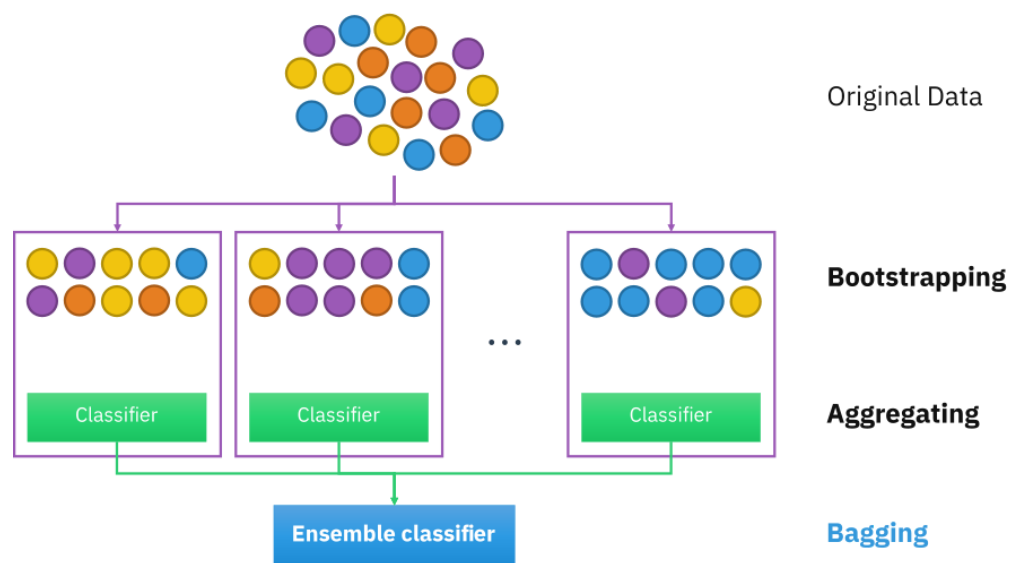 Original Data
Bootstrapping
...
Classifier
Classifier
Classifier
Aggregating
Ensemble classifier
Bagging